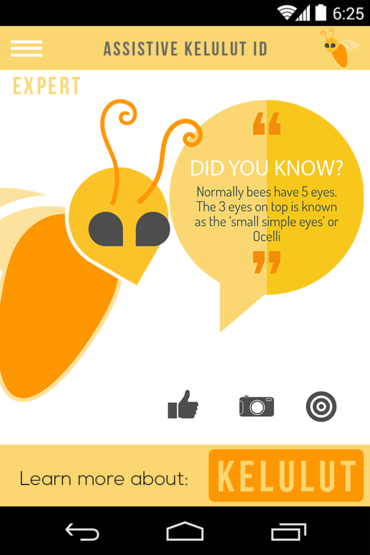 6:25
ASSISTIVE KELULUT ID
EXPERT
“
DID YOU KNOW?
Normally bees have 5 eyes.
The 3 eyes on top is known
as the ‘small simple eyes’ or
Ocelli
”
Learn more about: KELULUT